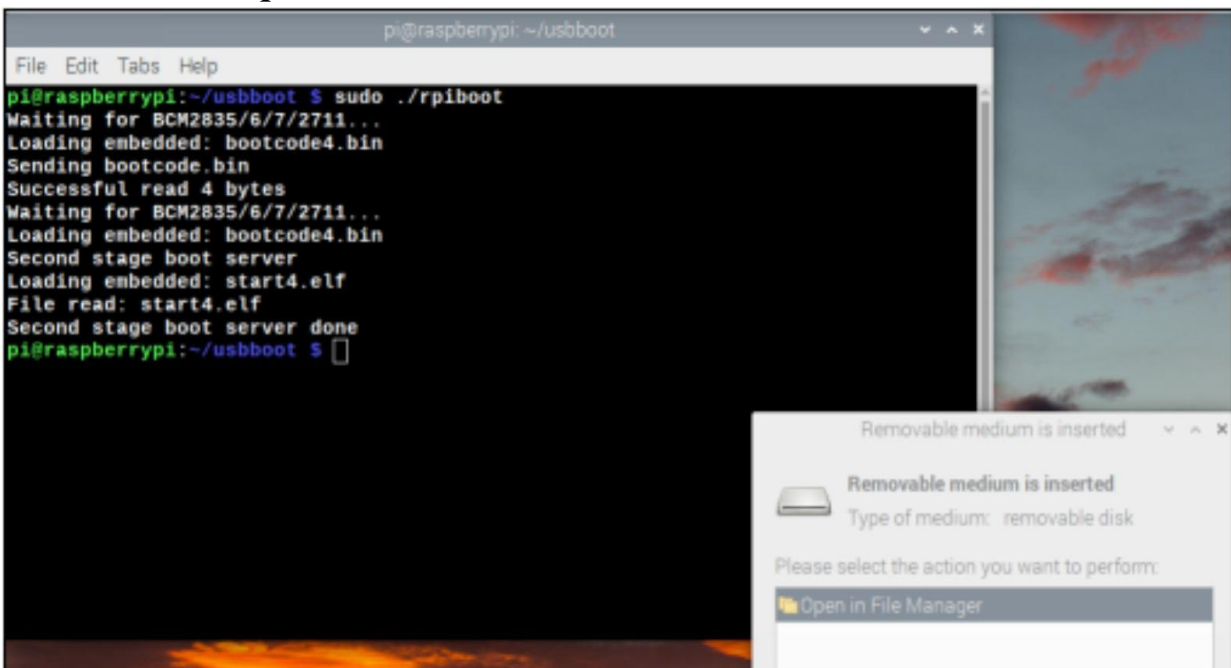 pi@raspberrypi: ~/usbboot
File Edit Tabs Help
pi@raspberrypi:~/usbboot $ sudo ./rpiboot
Waiting for BCM2835/6/7/2711...
Loading embedded: bootcode4.bin
Sending bootcode.bin
Successful read 4 bytes
Waiting for BCM2835/6/7/2711...
Loading embedded: bootcode4.bin
Second stage boot server
Loading embedded: start4.elf
File read: start4.elf
Second stage boot server done
pi@raspberrypi:~/usbboot $
Removable medium is inserted
Removable medium is inserted
Type of medium: removable disk
Please select the action you want to perform:
Open in File Manager